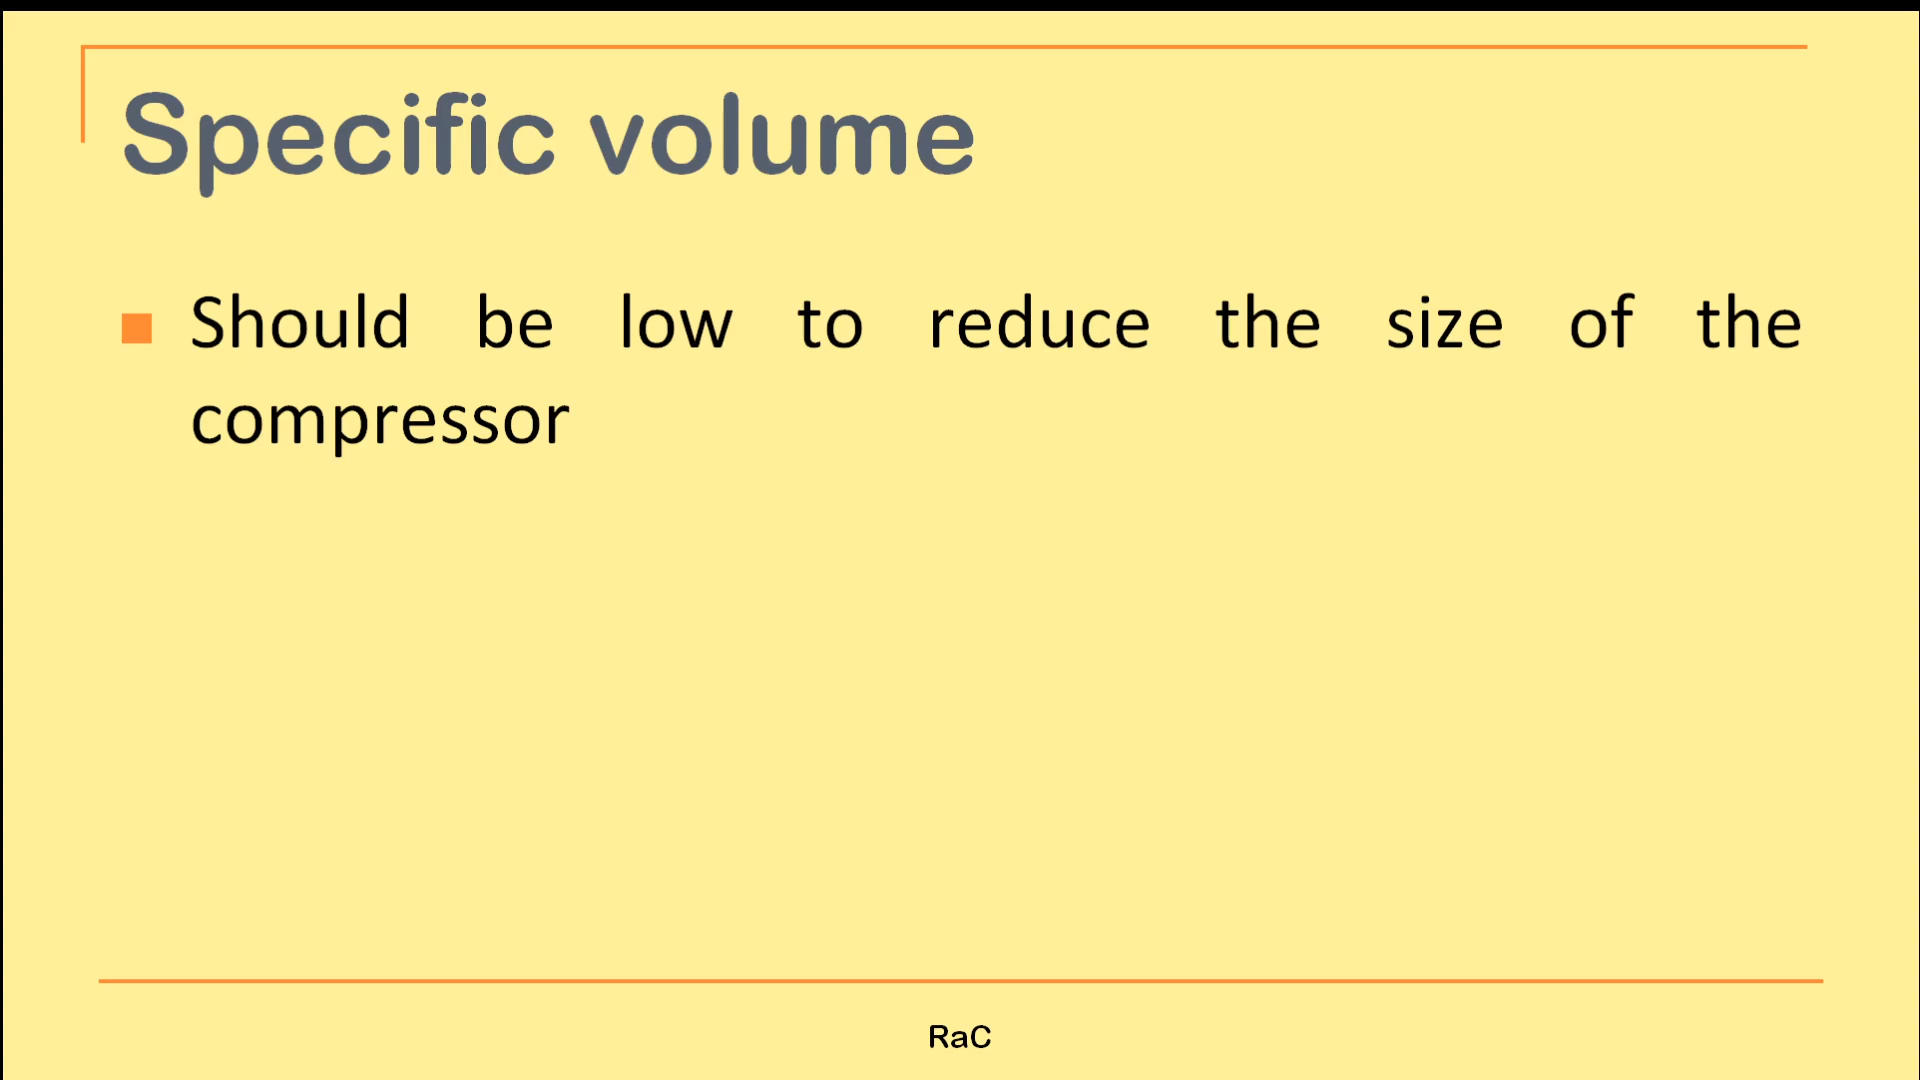 Specific volume
Should be low to reduce the size of the
compressor
RaC